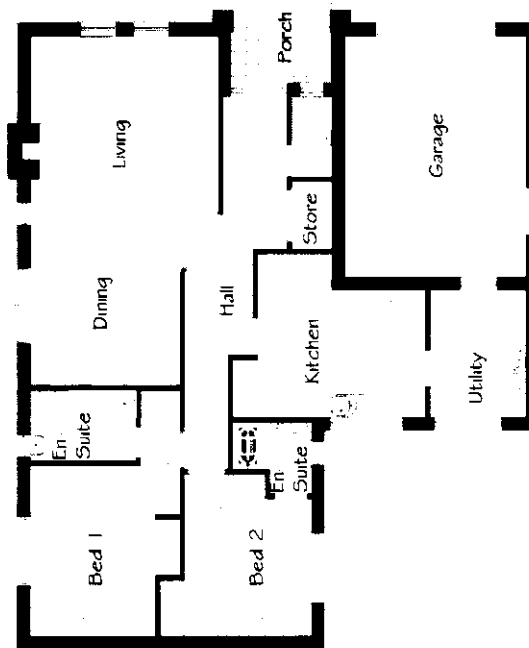 Porch
Living
Garage
Store
Hall
Dining
Kitchen
Utility
En
Suite
En
Suite
Bed 1
Bed 2